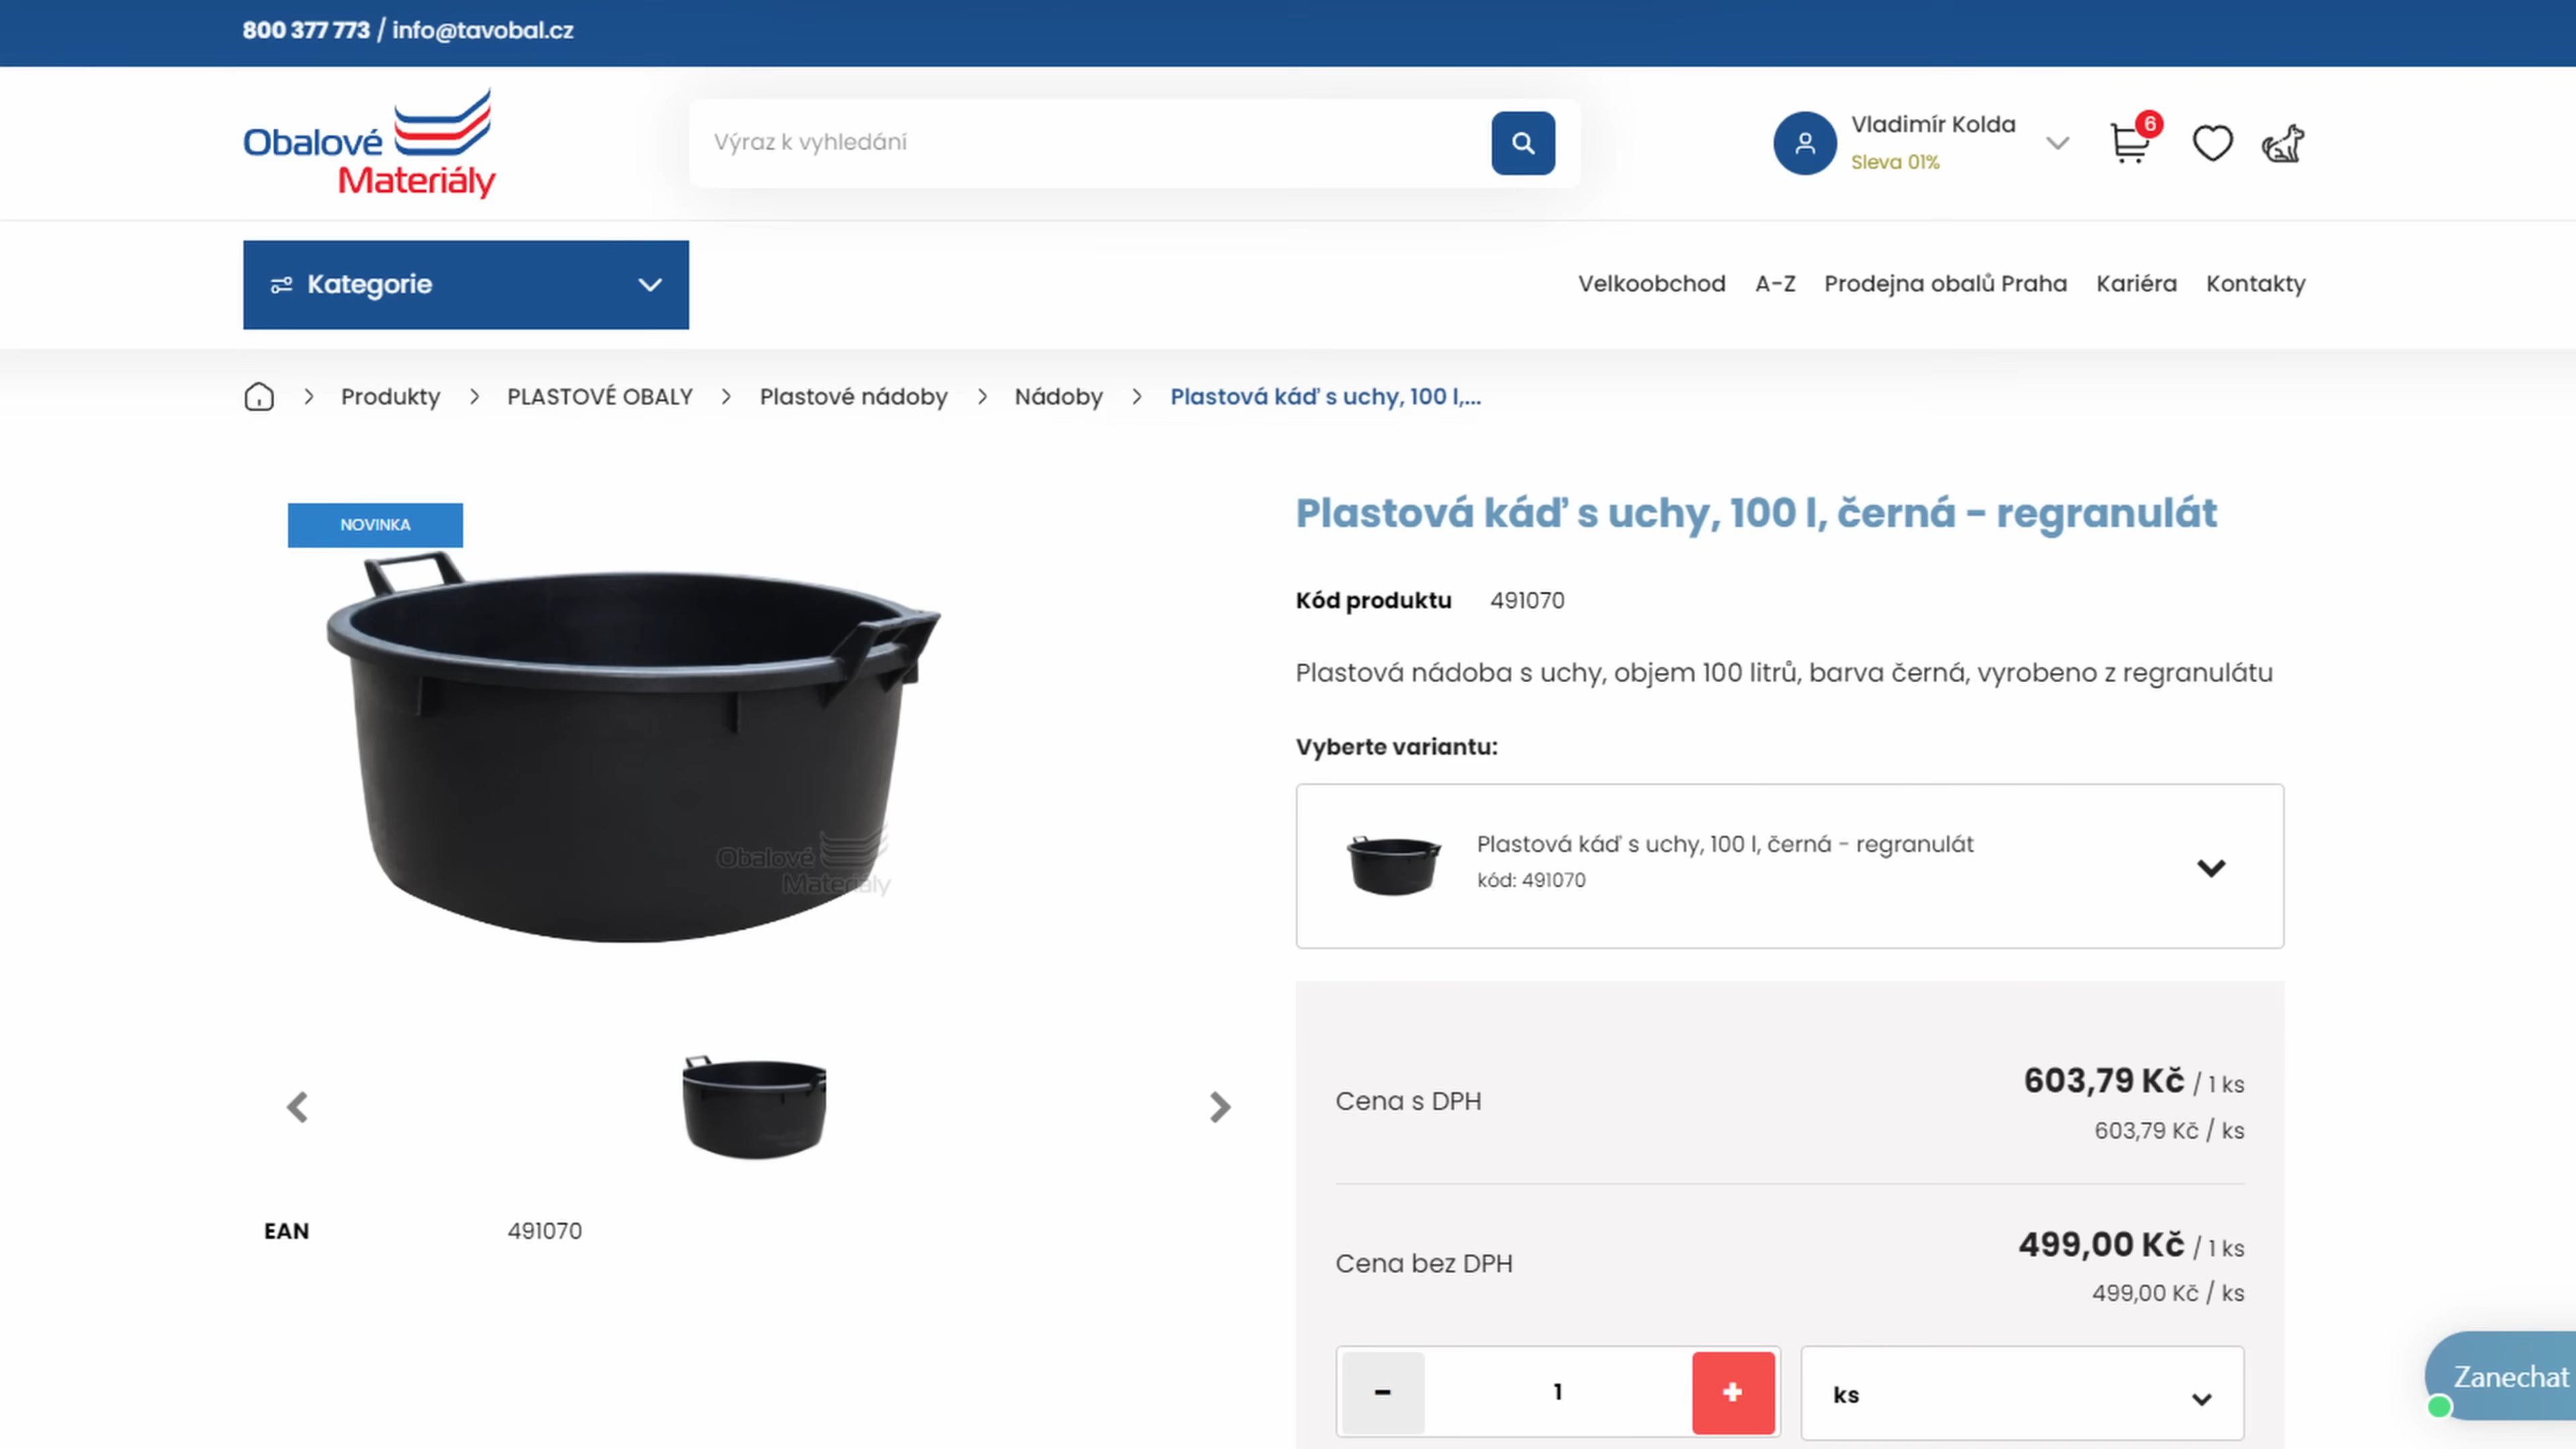 800 377 773 / info@tavobal.cz
Obalové
Materiály
Výraz k vyhledání
Vladimír Kolda
Sleva 01%
6
Kategorie
Velkoobchod A-Z Prodejna obalů Praha Kariéra Kontakty
Produkty > PLASTOVÉ OBALY > Plastové nádoby > Nádoby > Plastová káď s uchy, 100 l,...
NOVINKA
Obalové
Materiály
EAN 491070
Plastová káď s uchy, 100 l, černá - regranulát
Kód produktu 491070
Plastová nádoba s uchy, objem 100 litrů, barva černá, vyrobeno z regranulátu
Vyberte variantu:
Plastová káď s uchy, 100 l, černá - regranulát
kód: 491070
Cena s DPH 603,79 Kč / 1 ks
603,79 Kč / ks
Cena bez DPH 499,00 Kč / 1 ks
499,00 Kč / ks
- 1 + ks
Zanechat